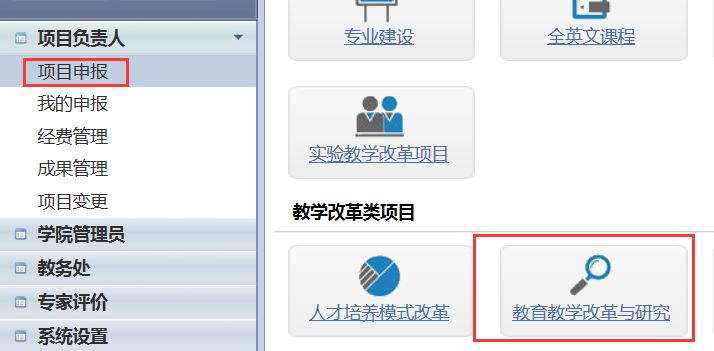 项目负责人
项目申报
我的申报
经费管理
成果管理
项目变更
学院管理员
教务处
专家评价
系统设置
专业建设
全英文课程
实验教学改革项目
教学改革类项目
人才培养模式改革
教育教学改革与研究